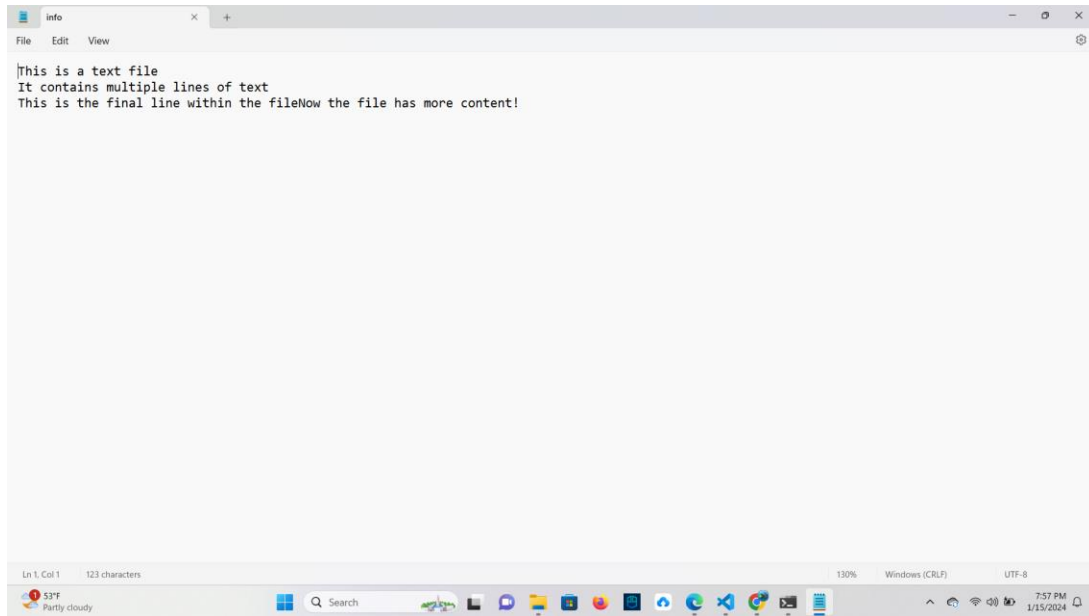 info
File Edit View
This is a text file
It contains multiple lines of text
This is the final line within the fileNow the file has more content!
Ln 1, Col 1 123 characters 130% Windows (CRLF) UTF-8
1 53°F
Partly cloudy
Search
7:57 PM
1/15/2024